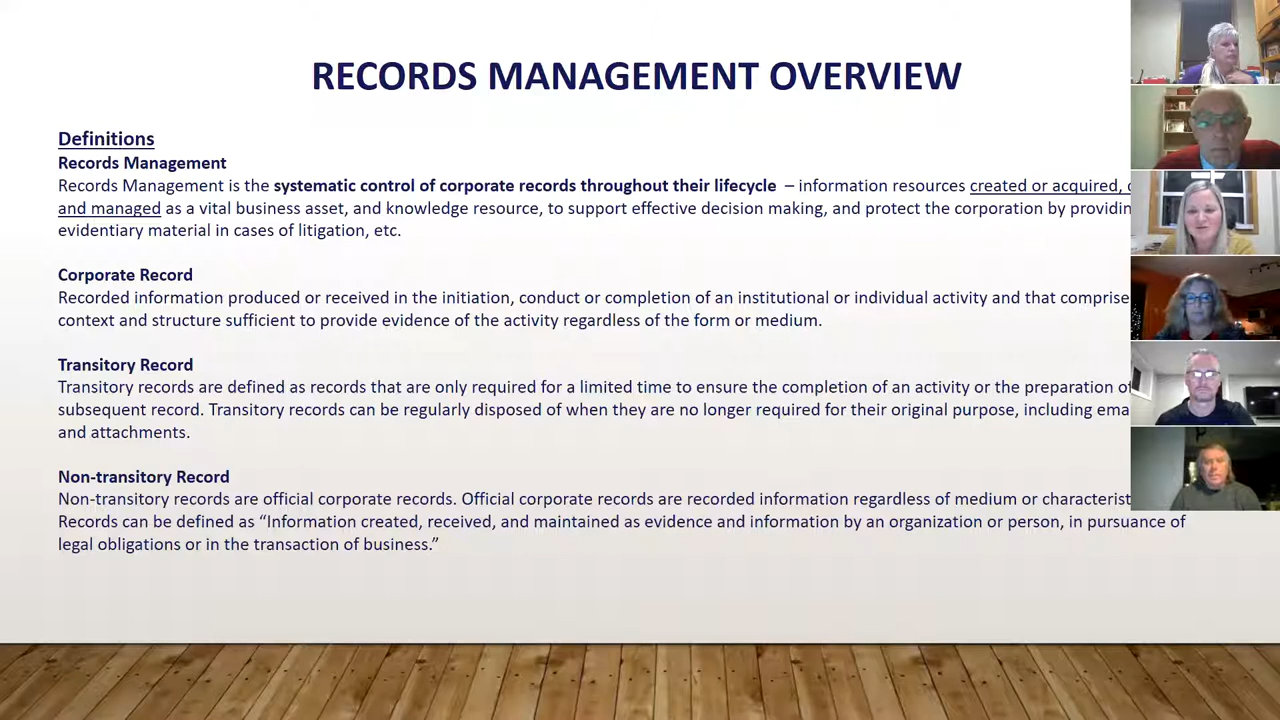 RECORDS MANAGEMENT OVERVIEW
Definitions
Records Management
Records Management is the systematic control of corporate records throughout their lifecycle – information resources created or acquired,
and managed as a vital business asset, and knowledge resource, to support effective decision making, and protect the corporation by
evidentiary material in cases of litigation, etc.
Corporate Record
Recorded information produced or received in the initiation, conduct or completion of an institutional or individual activity and that
context and structure sufficient to provide evidence of the activity regardless of the form or medium.
Transitory Record
Transitory records are defined as records that are only required for a limited time to ensure the completion of an activity or the preparation
subsequent record. Transitory records can be regularly disposed of when they are no longer required for their original purpose, including
and attachments.
Non-transitory Record
Non-transitory records are official corporate records. Official corporate records are recorded information regardless of medium or
Records can be defined as “Information created, received, and maintained as evidence and information by an organization or person, in pursuance of
legal obligations or in the transaction of business.”